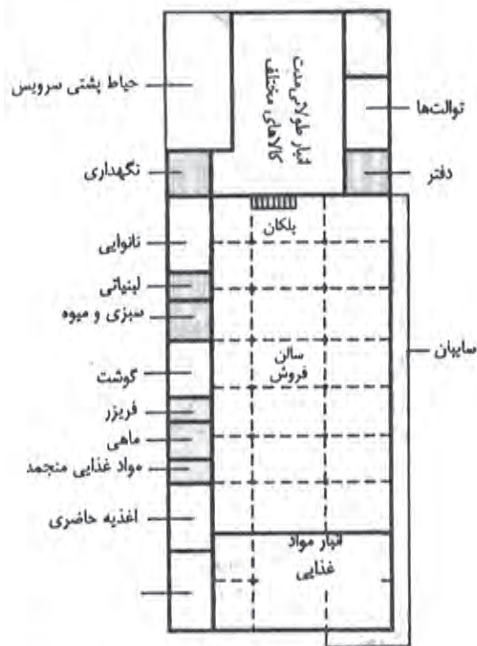 حیاط پشتی سرویس
نگهداری
نانوایی
لبنیاتی
سبزی و میوه
گوشت
فریزر
ماهی
مواد غذایی منجمد
اغذیه حاضری
انبار طولانی مدت
کالاهای مختلف
پلکان
سالن
فروش
انبار مواد
غذایی
توالت‌ها
دفتر
سایبان